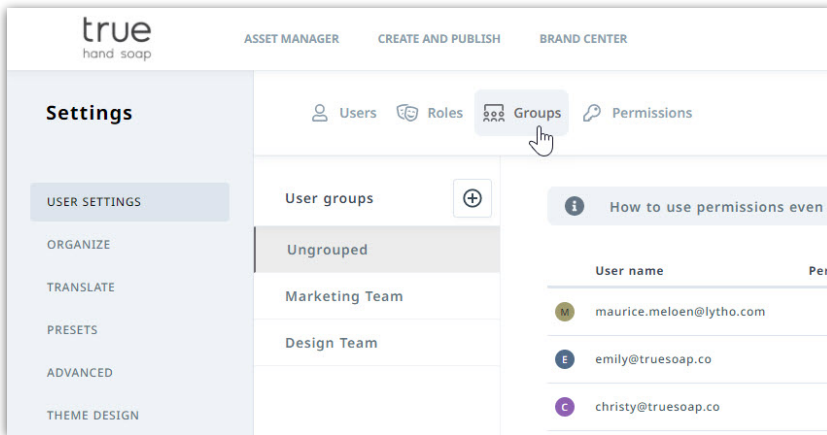 true
hand soap
ASSET MANAGER CREATE AND PUBLISH BRAND CENTER
Settings
Users Roles Groups Permissions
USER SETTINGS
ORGANIZE
TRANSLATE
PRESETS
ADVANCED
THEME DESIGN
User groups
Ungrouped
Marketing Team
Design Team
How to use permissions even
User name
M maurice.meloen@lytho.com
E emily@truesoap.co
C christy@truesoap.co